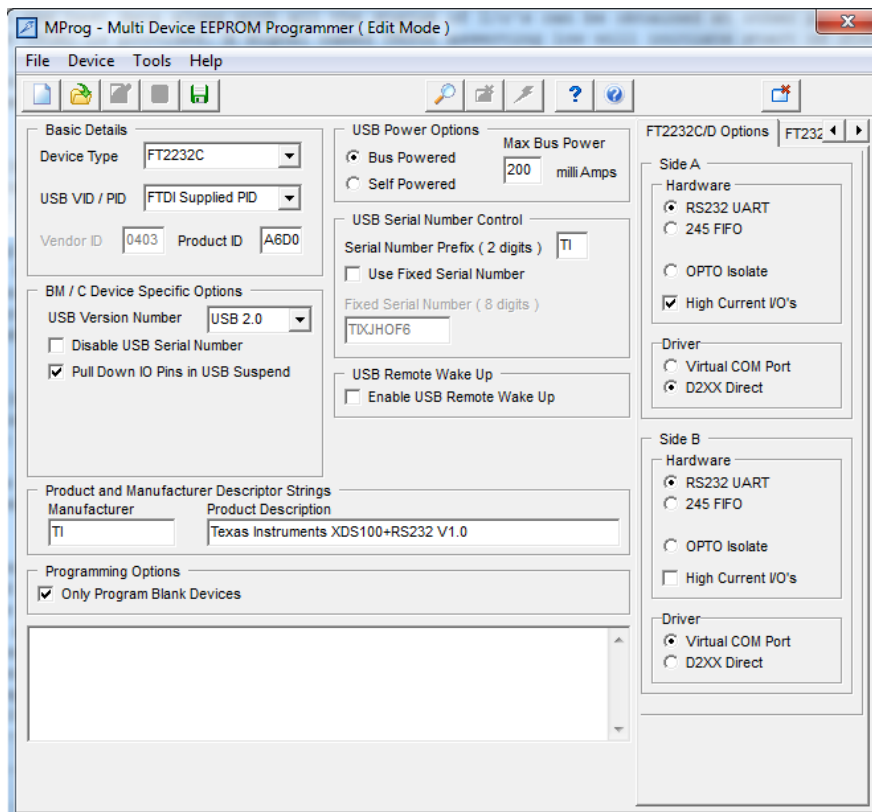 MProg - Multi Device EEPROM Programmer ( Edit Mode )
File Device Tools Help
Basic Details
Device Type FT2232C
USB VID / PID FTDI Supplied PID
Vendor ID 0403 Product ID A6D0
BM / C Device Specific Options
USB Version Number USB 2.0
Disable USB Serial Number
Pull Down IO Pins in USB Suspend
USB Power Options
Bus Powered
Self Powered
Max Bus Power
200 milli Amps
USB Serial Number Control
Serial Number Prefix ( 2 digits ) TI
Use Fixed Serial Number
Fixed Serial Number ( 8 digits )
TIXJHOF6
USB Remote Wake Up
Enable USB Remote Wake Up
Product and Manufacturer Descriptor Strings
Manufacturer Product Description
TI Texas Instruments XDS100+RS232 V1.0
Programming Options
Only Program Blank Devices
FT2232C/D Options FT232
Side A
Hardware
RS232 UART
245 FIFO
OPTO Isolate
High Current I/O's
Driver
Virtual COM Port
D2XX Direct
Side B
Hardware
RS232 UART
245 FIFO
OPTO Isolate
High Current I/O's
Driver
Virtual COM Port
D2XX Direct